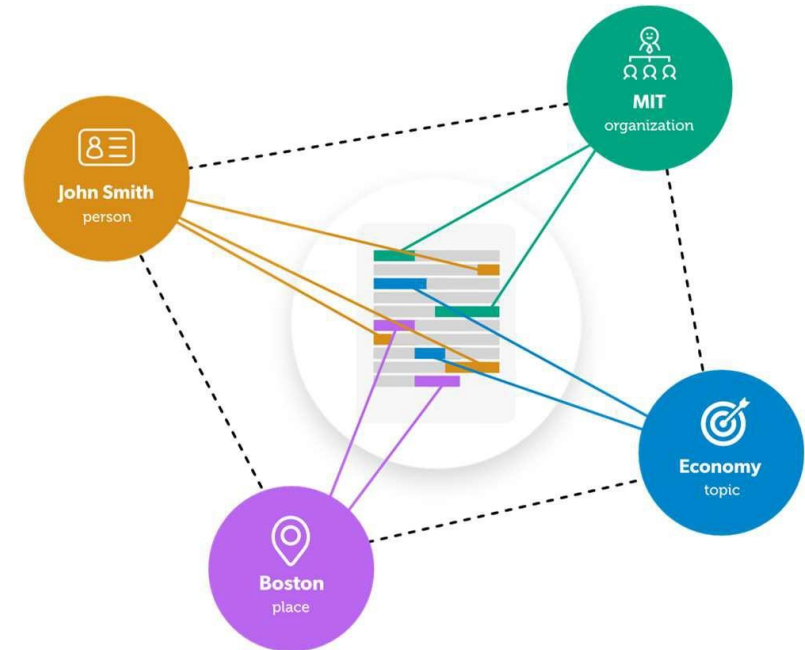 MIT
organization
John Smith
person
Economy
topic
Boston
place